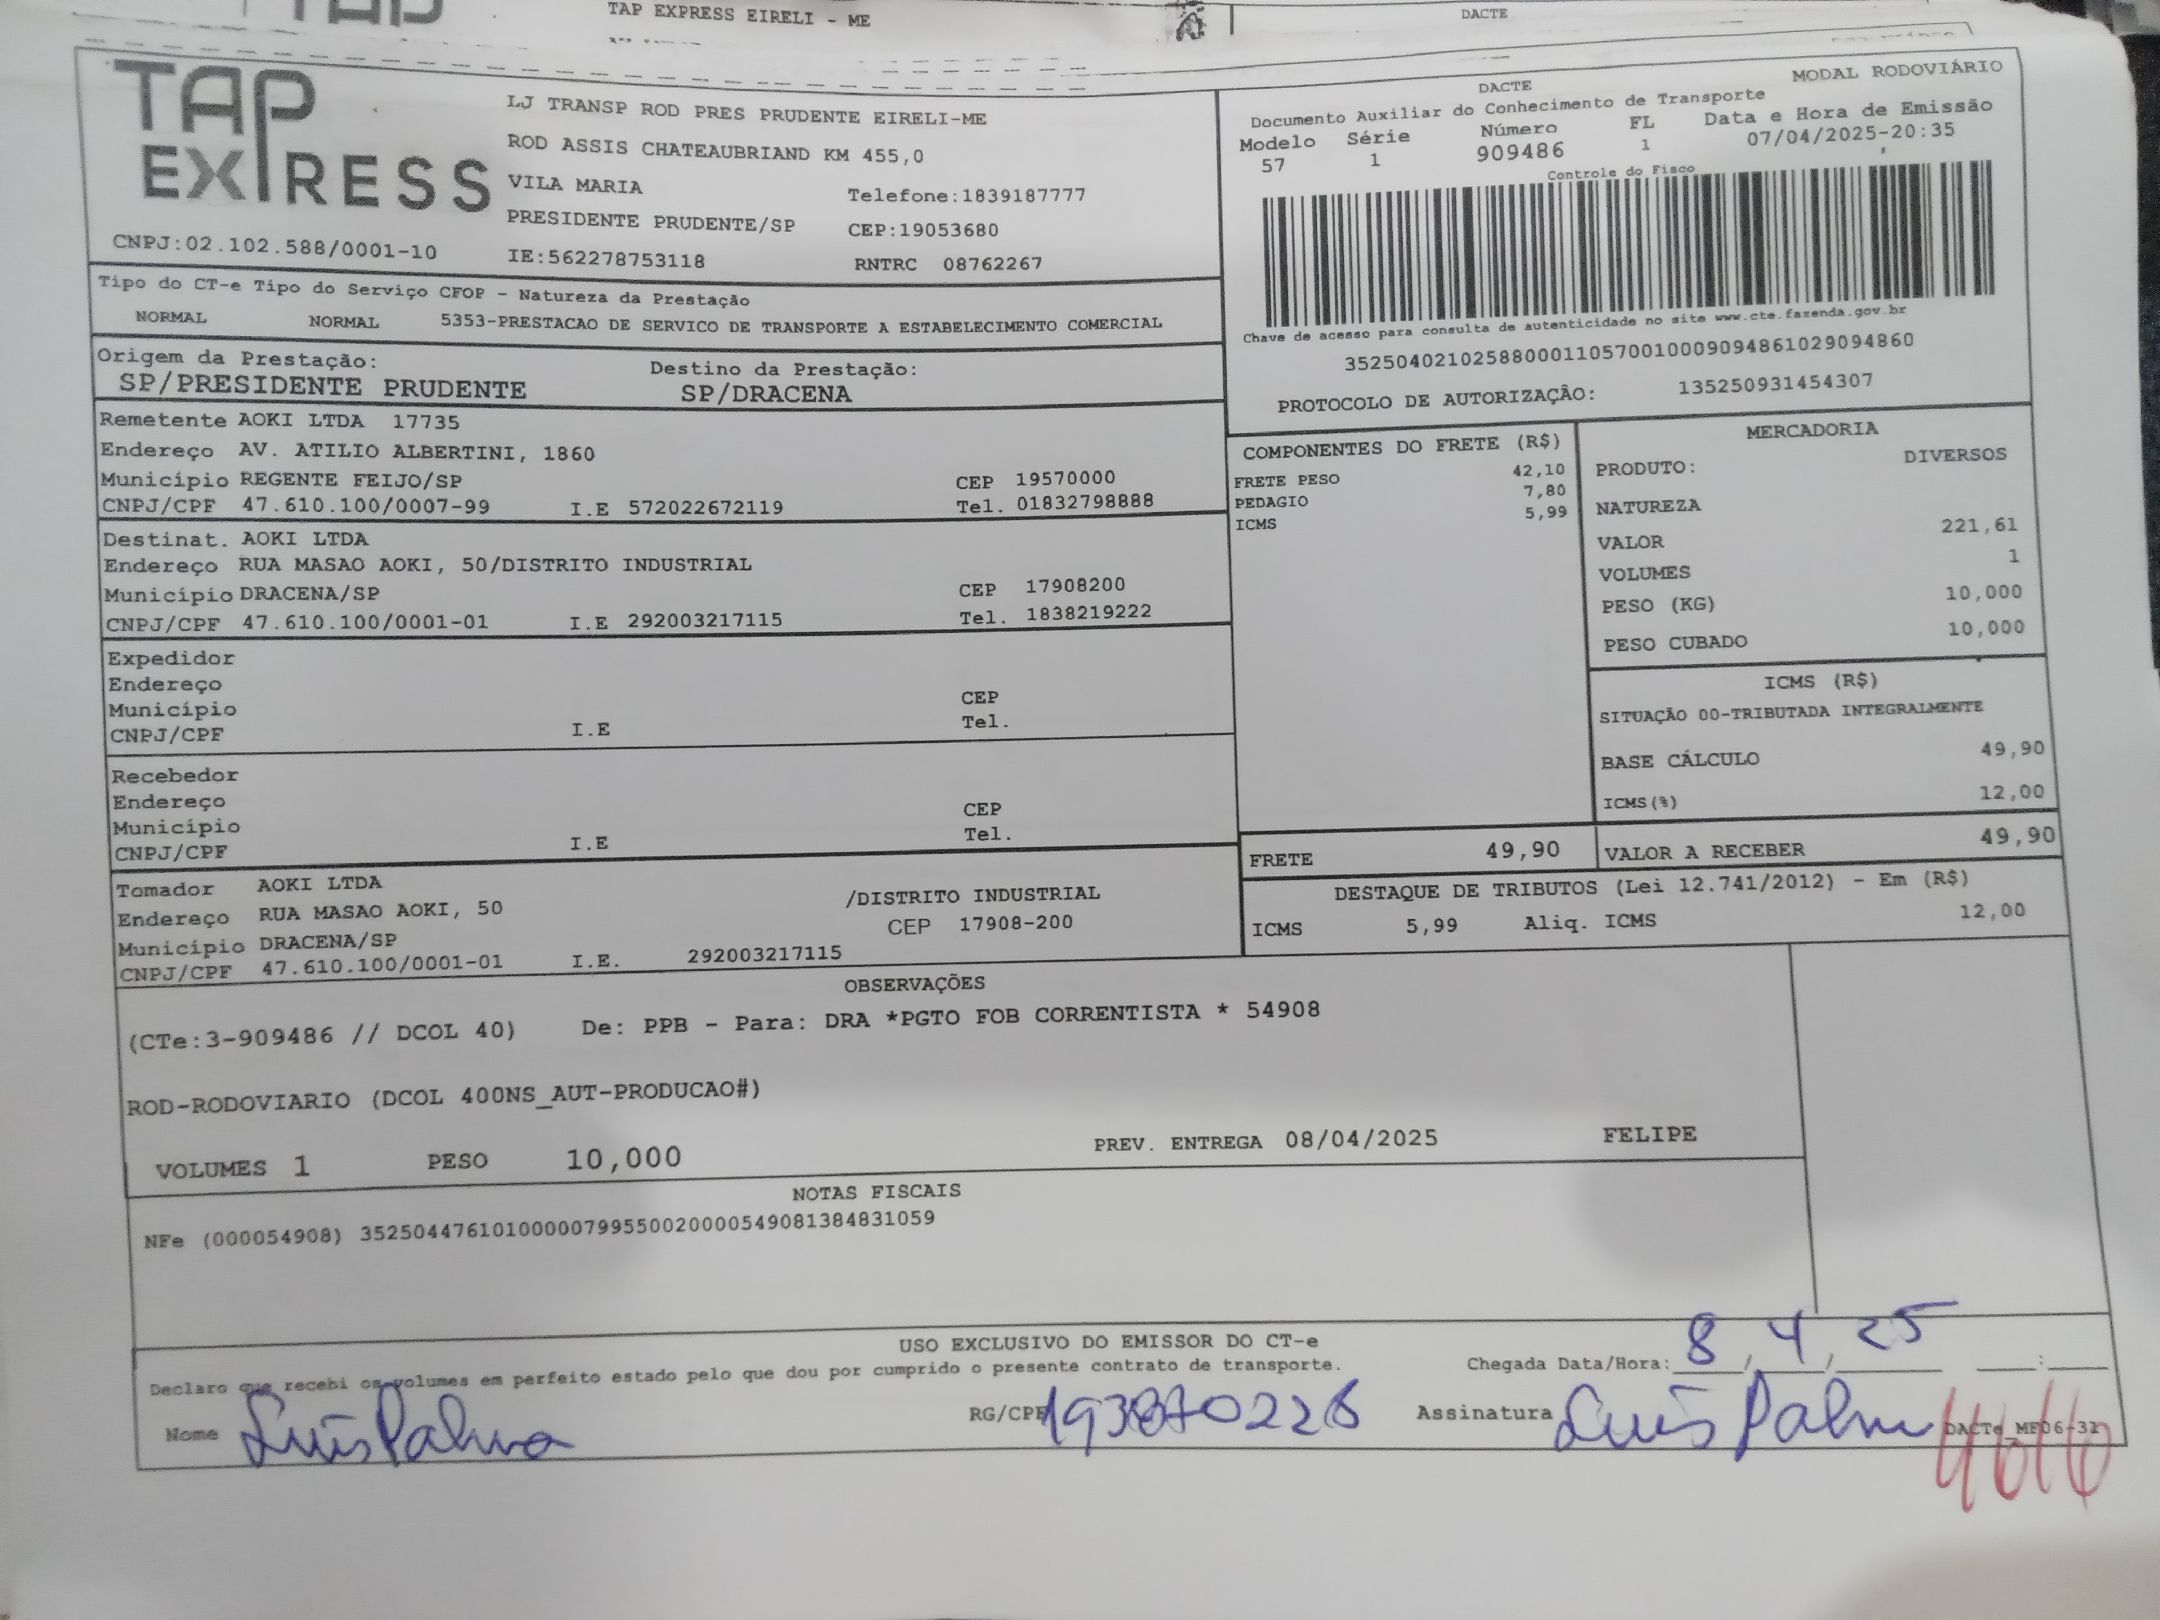 TAP EXPRESS EIRELI - ME
DACTE
TAP
EXPRESS
LJ TRANSP ROD PRES PRUDENTE EIRELI-ME
ROD ASSIS CHATEAUBRIAND KM 455,0
VILA MARIA Telefone:1839187777
PRESIDENTE PRUDENTE/SP CEP:19053680
CNPJ:02.102.588/0001-10 IE:562278753118 RNTRC 08762267
DACTE MODAL RODOVIÁRIO
Documento Auxiliar do Conhecimento de Transporte
Modelo Série Número FL Data e Hora de Emissão
57 1 909486 1 07/04/2025-20:35
Controle do Fisco
Chave de acesso para consulta de autenticidade no site www.cte.fazenda.gov.br
35250402102588000110570010009094861029094860
PROTOCOLO DE AUTORIZAÇÂO: 135250931454307
Tipo do CT-e Tipo do Serviço CFOP - Natureza da Prestação
NORMAL NORMAL 5353-PRESTACAO DE SERVICO DE TRANSPORTE A ESTABELECIMENTO COMERCIAL
Origem da Prestação: Destino da Prestação:
SP/PRESIDENTE PRUDENTE SP/DRACENA
Remetente AOKI LTDA 17735
Endereço AV. ATILIO ALBERTINI, 1860
Município REGENTE FEIJO/SP CEP 19570000
CNPJ/CPF 47.610.100/0007-99 I.E 572022672119 Tel. 01832798888
Destinat. AOKI LTDA
Endereço RUA MASAO AOKI, 50/DISTRITO INDUSTRIAL
Município DRACENA/SP CEP 17908200
CNPJ/CPF 47.610.100/0001-01 I.E 292003217115 Tel. 1838219222
Expedidor
Endereço
Município CEP
CNPJ/CPF I.E Tel.
Recebedor
Endereço
Município CEP
CNPJ/CPF I.E Tel.
Tomador AOKI LTDA
Endereço RUA MASAO AOKI, 50 /DISTRITO INDUSTRIAL
Município DRACENA/SP CEP 17908-200
CNPJ/CPF 47.610.100/0001-01 I.E. 292003217115
COMPONENTES DO FRETE (R$)
FRETE PESO 42,10
PEDAGIO 7,80
ICMS 5,99
MERCADORIA
PRODUTO: DIVERSOS
NATUREZA
VALOR 221,61
VOLUMES 1
PESO (KG) 10,000
PESO CUBADO 10,000
ICMS (R$)
SITUAÇÃO 00-TRIBUTADA INTEGRALMENTE
BASE CÁLCULO 49,90
ICMS(%) 12,00
FRETE 49,90 VALOR A RECEBER 49,90
DESTAQUE DE TRIBUTOS (Lei 12.741/2012) - Em (R$)
ICMS 5,99 Aliq. ICMS 12,00
OBSERVAÇÕES
(CTe:3-909486 // DCOL 40) De: PPB - Para: DRA *PGTO FOB CORRENTISTA * 54908
ROD-RODOVIARIO (DCOL 400NS_AUT-PRODUCAO#)
VOLUMES 1 PESO 10,000 PREV. ENTREGA 08/04/2025 FELIPE
NOTAS FISCAIS
NFe (000054908) 35250447610100000799550020000549081384831059
USO EXCLUSIVO DO EMISSOR DO CT-e
Declaro que recebi os volumes em perfeito estado pelo que dou por cumprido o presente contrato de transporte. Chegada Data/Hora: 8/4/25 :
Nome Luis Palma RG/CPF Assinatura Luis Palma DACTe_MF06-31